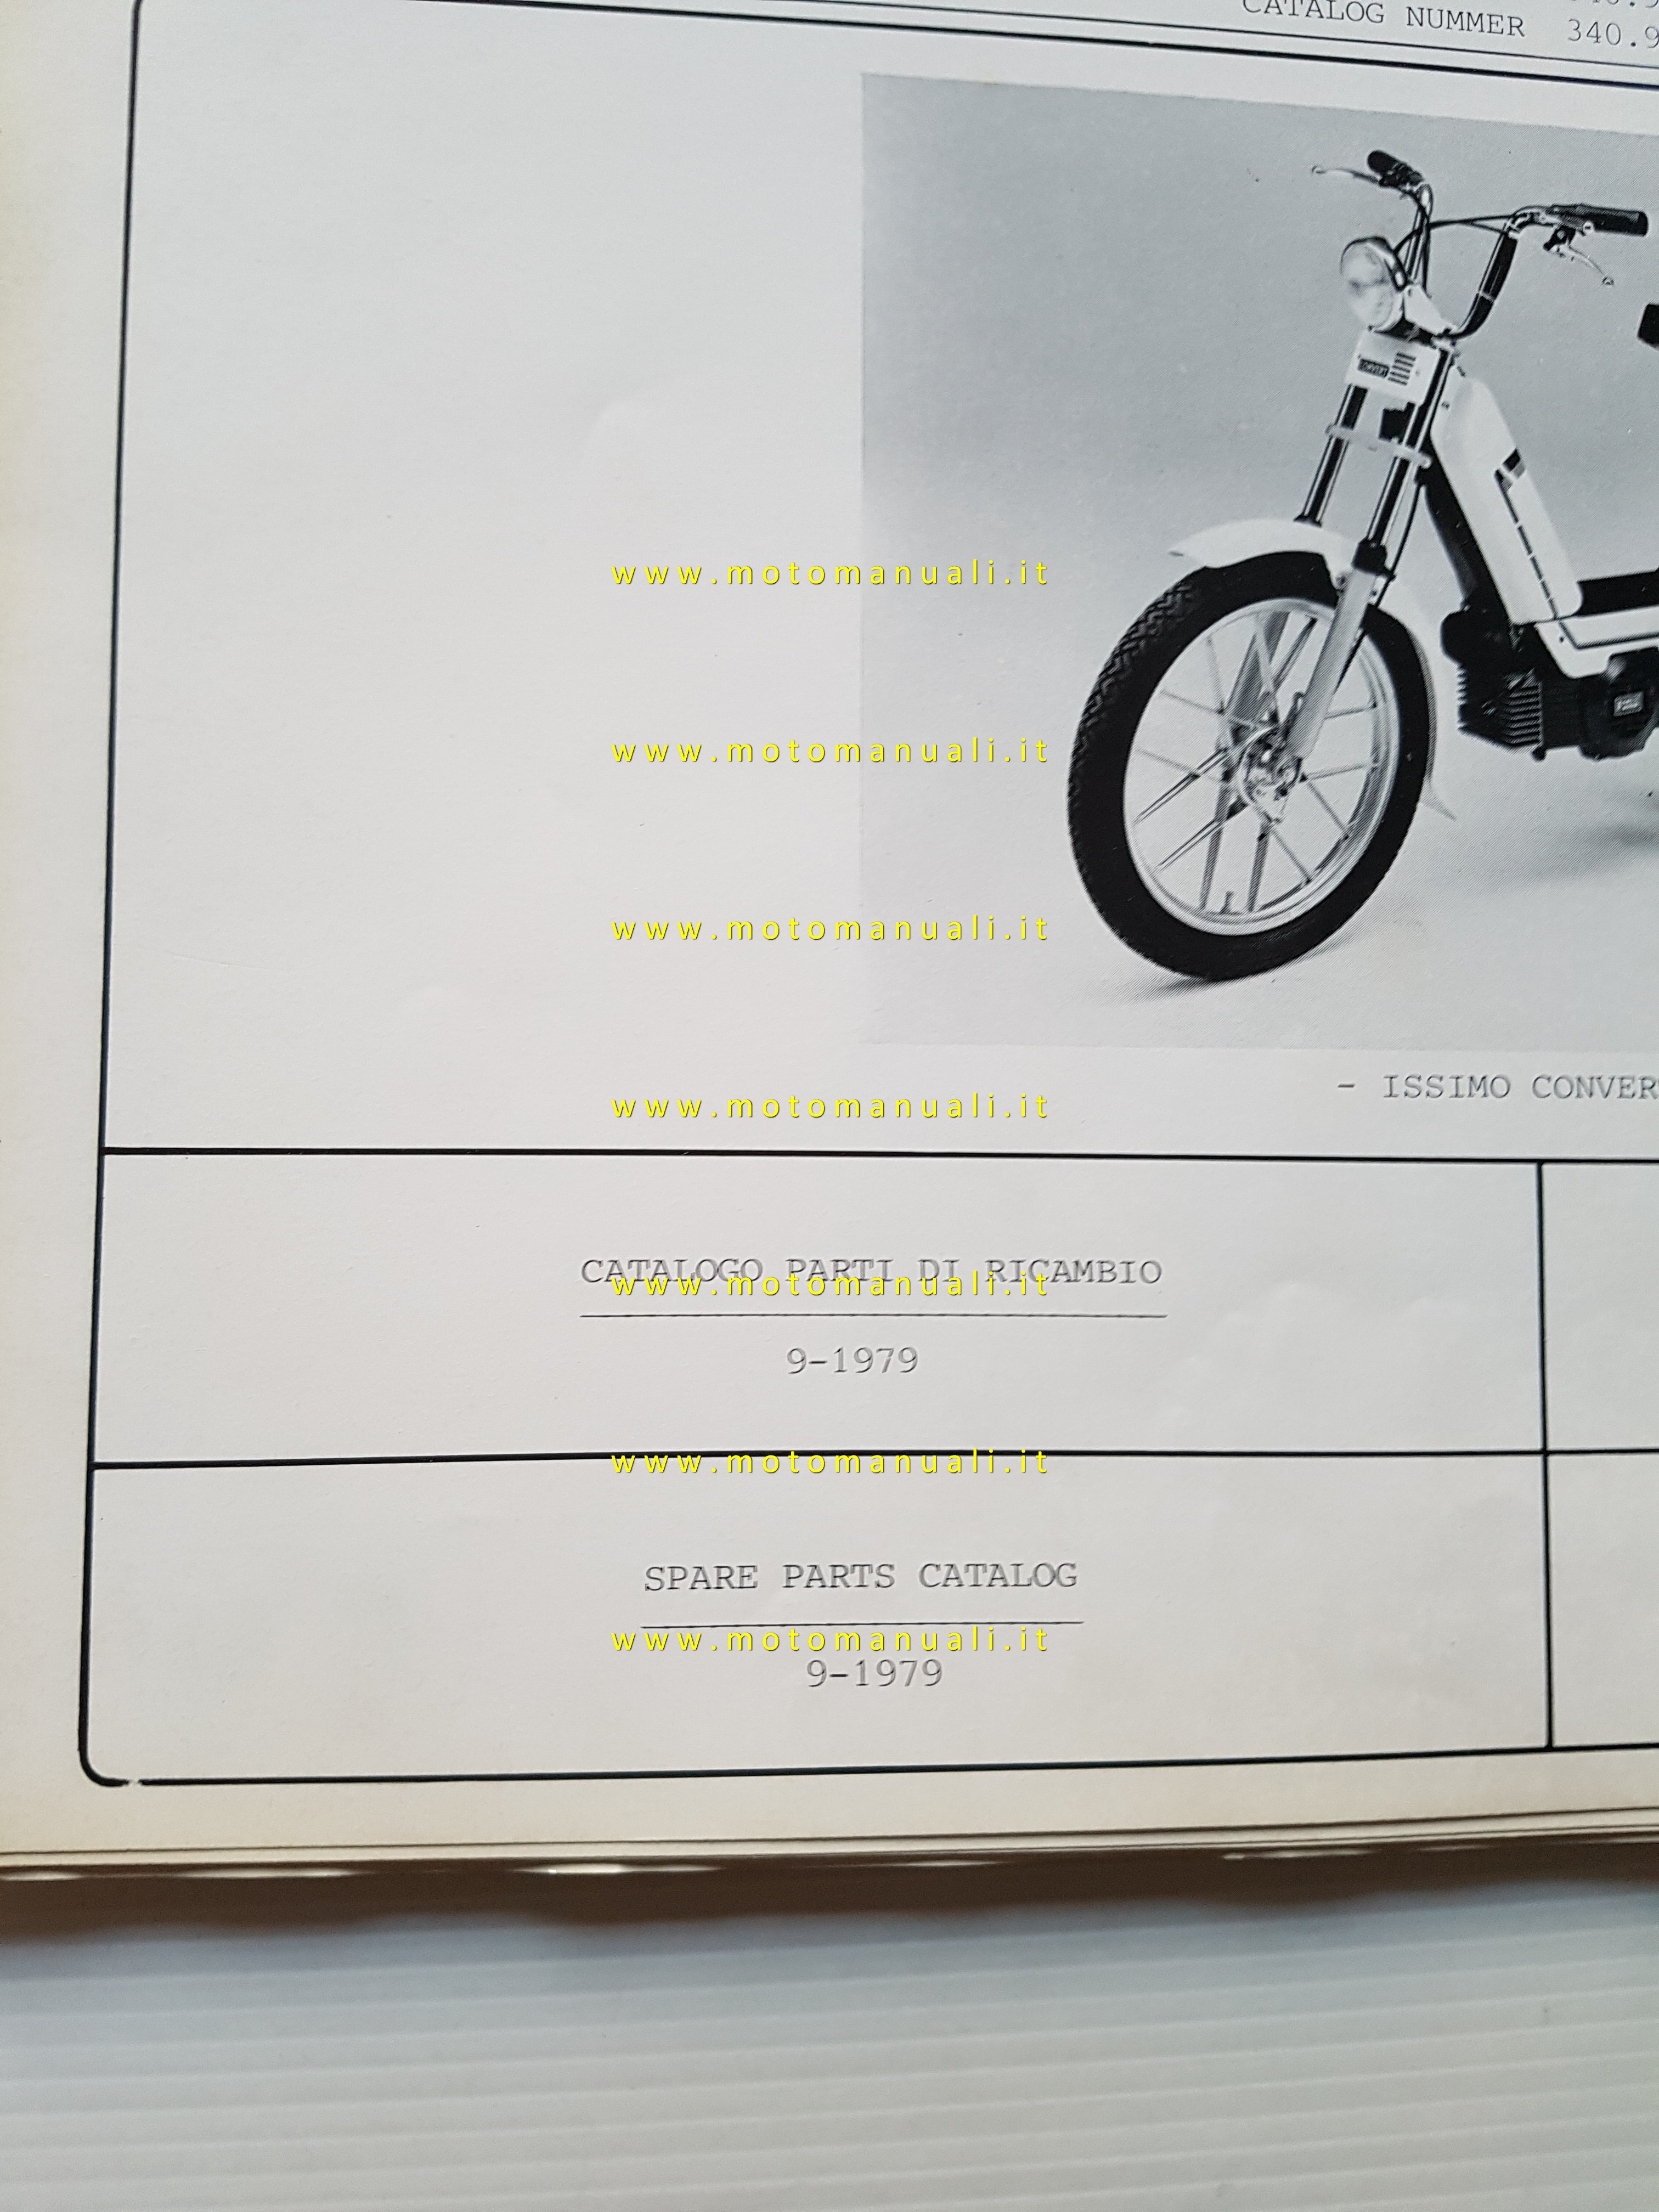 CATALOG NUMMER 340.9
CONVERT
www.motomanuali.it
www.motomanuali.it
www.motomanuali.it
- ISSIMO CONVER
www.motomanuali.it
CATALOGO PARTI DI RICAMBIO
www.motomanuali.it
9-1979
www.motomanuali.it
SPARE PARTS CATALOG
www.motomanuali.it
9-1979